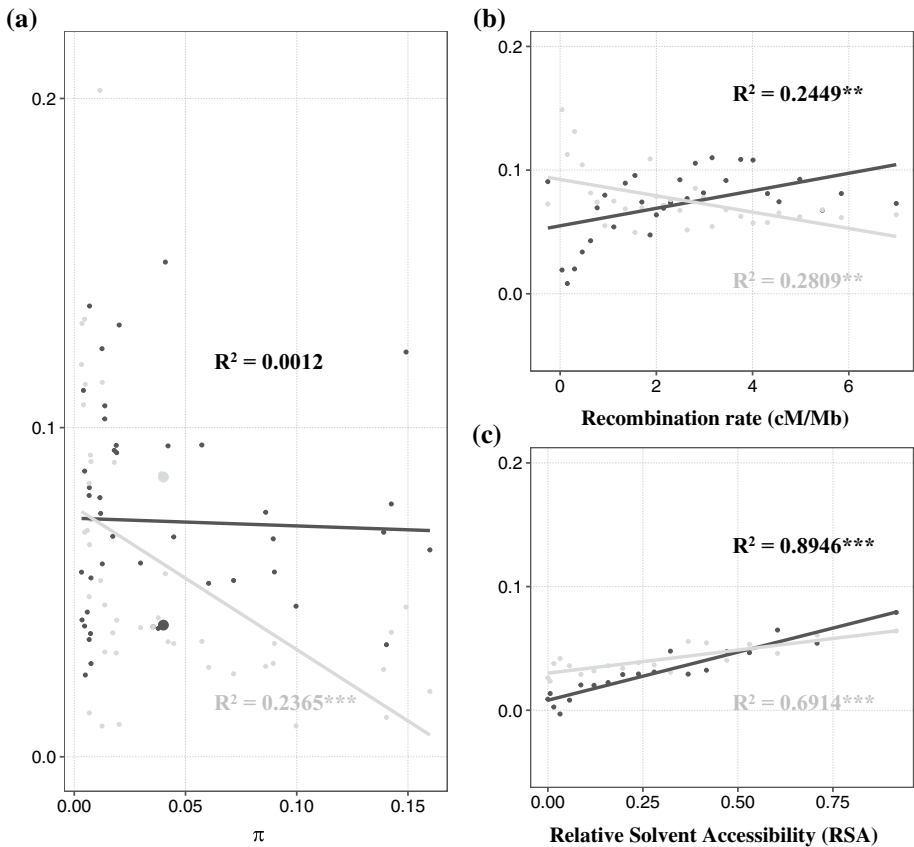 (a)
0.2
0.1
0.0
R² = 0.0012
R² = 0.2365***
0.00
0.05
0.10
0.15
π
(b)
0.2
0.1
0.0
R² = 0.2449**
R² = 0.2809**
0
2
4
6
Recombination rate (cM/Mb)
(c)
0.2
0.1
0.0
R² = 0.8946***
R² = 0.6914***
0.00
0.25
0.50
0.75
Relative Solvent Accessibility (RSA)